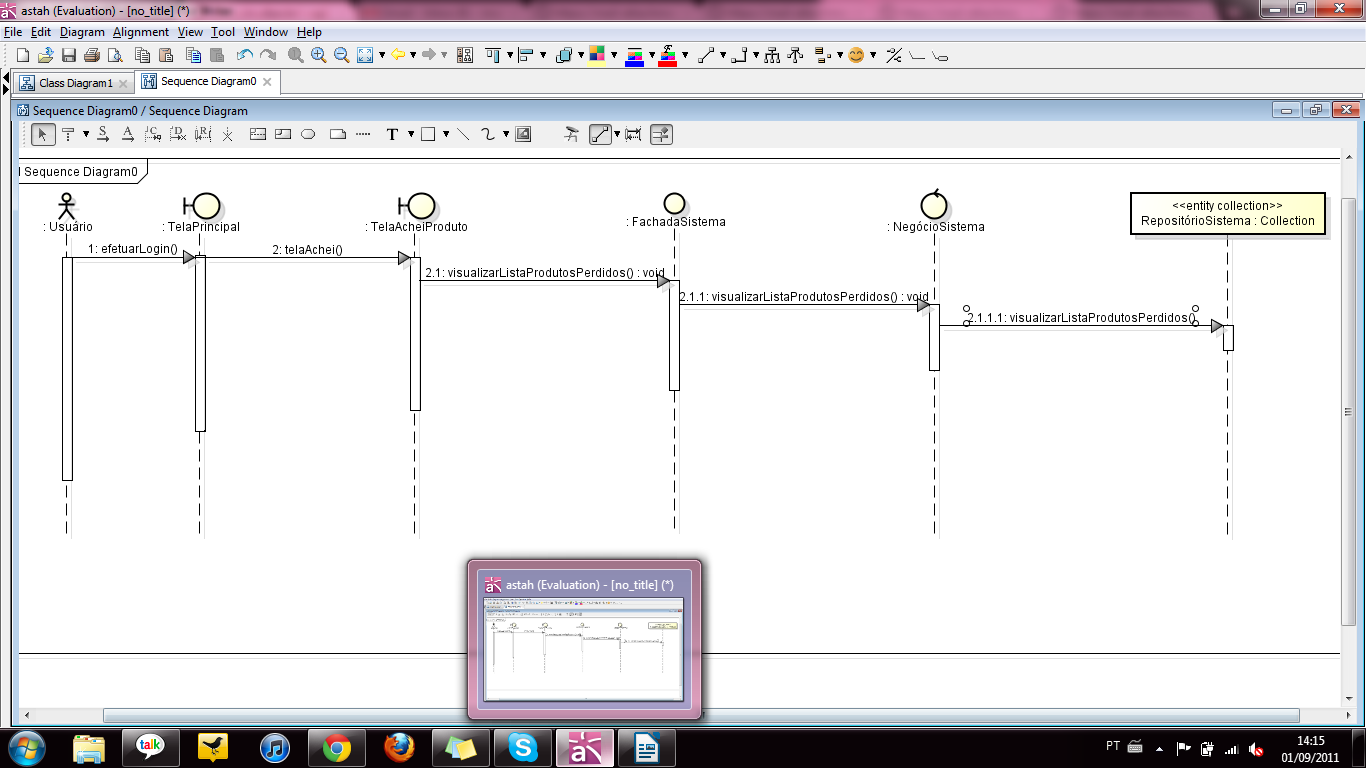 astah (Evaluation) - [no_title] (*)
File Edit Diagram Alignment View Tool Window Help
Class Diagram1
Sequence Diagram0
Sequence Diagram0 / Sequence Diagram
Sequence Diagram0
: Usuário
: TelaPrincipal
: TelaAcheiProduto
: FachadaSistema
: NegócioSistema
<<entity collection>>
RepositórioSistema : Collection
1: efetuarLogin()
2: telaAchei()
2.1: visualizarListaProdutosPerdidos() : void
2.1.1: visualizarListaProdutosPerdidos() : void
2.1.1.1: visualizarListaProdutosPerdidos()
astah (Evaluation) - [no_title] (*)
talk
PT
14:15
01/09/2011